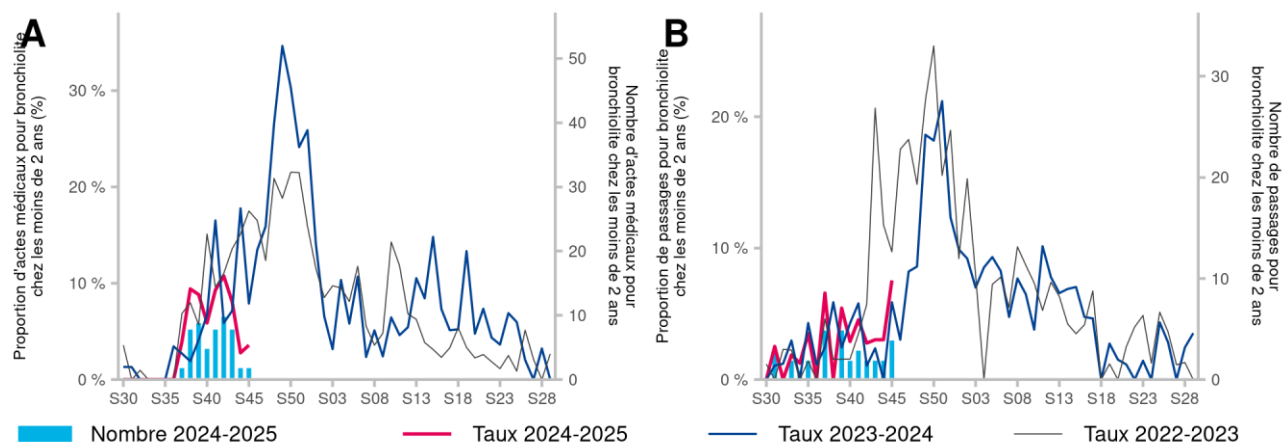 A
Proportion d'actes médicaux pour bronchiolite
chez les moins de 2 ans (%)
30 %
20 %
10 %
0 %
50
40
30
20
10
0
Nombre d'actes médicaux pour
bronchiolite chez les moins de 2 ans
S30 S35 S40 S45 S50 S03 S08 S13 S18 S23 S28
B
Proportion de passages pour bronchiolite
chez les moins de 2 ans (%)
20 %
10 %
0 %
30
20
10
0
Nombre de passages pour
bronchiolite chez les moins de 2 ans
S30 S35 S40 S45 S50 S03 S08 S13 S18 S23 S28
Nombre 2024-2025 Taux 2024-2025 Taux 2023-2024 Taux 2022-2023